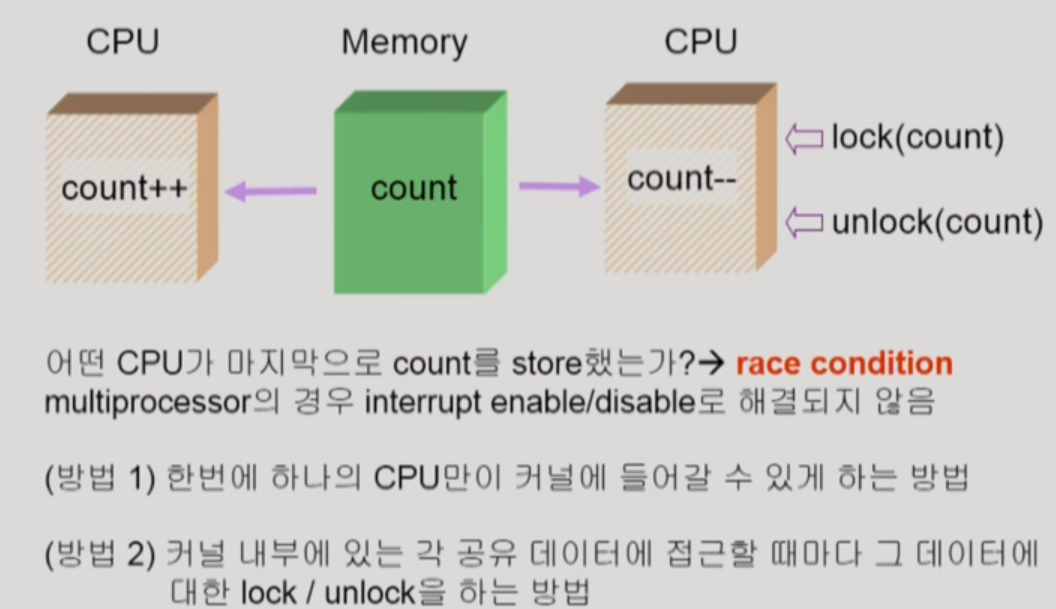 CPU
Memory
CPU
count++
count
count--
lock(count)
unlock(count)
어떤 CPU가 마지막으로 count를 store했는가?→ race condition
multiprocessor의 경우 interrupt enable/disable로 해결되지 않음
(방법 1) 한번에 하나의 CPU만이 커널에 들어갈 수 있게 하는 방법
(방법 2) 커널 내부에 있는 각 공유 데이터에 접근할 때마다 그 데이터에
대한 lock / unlock을 하는 방법